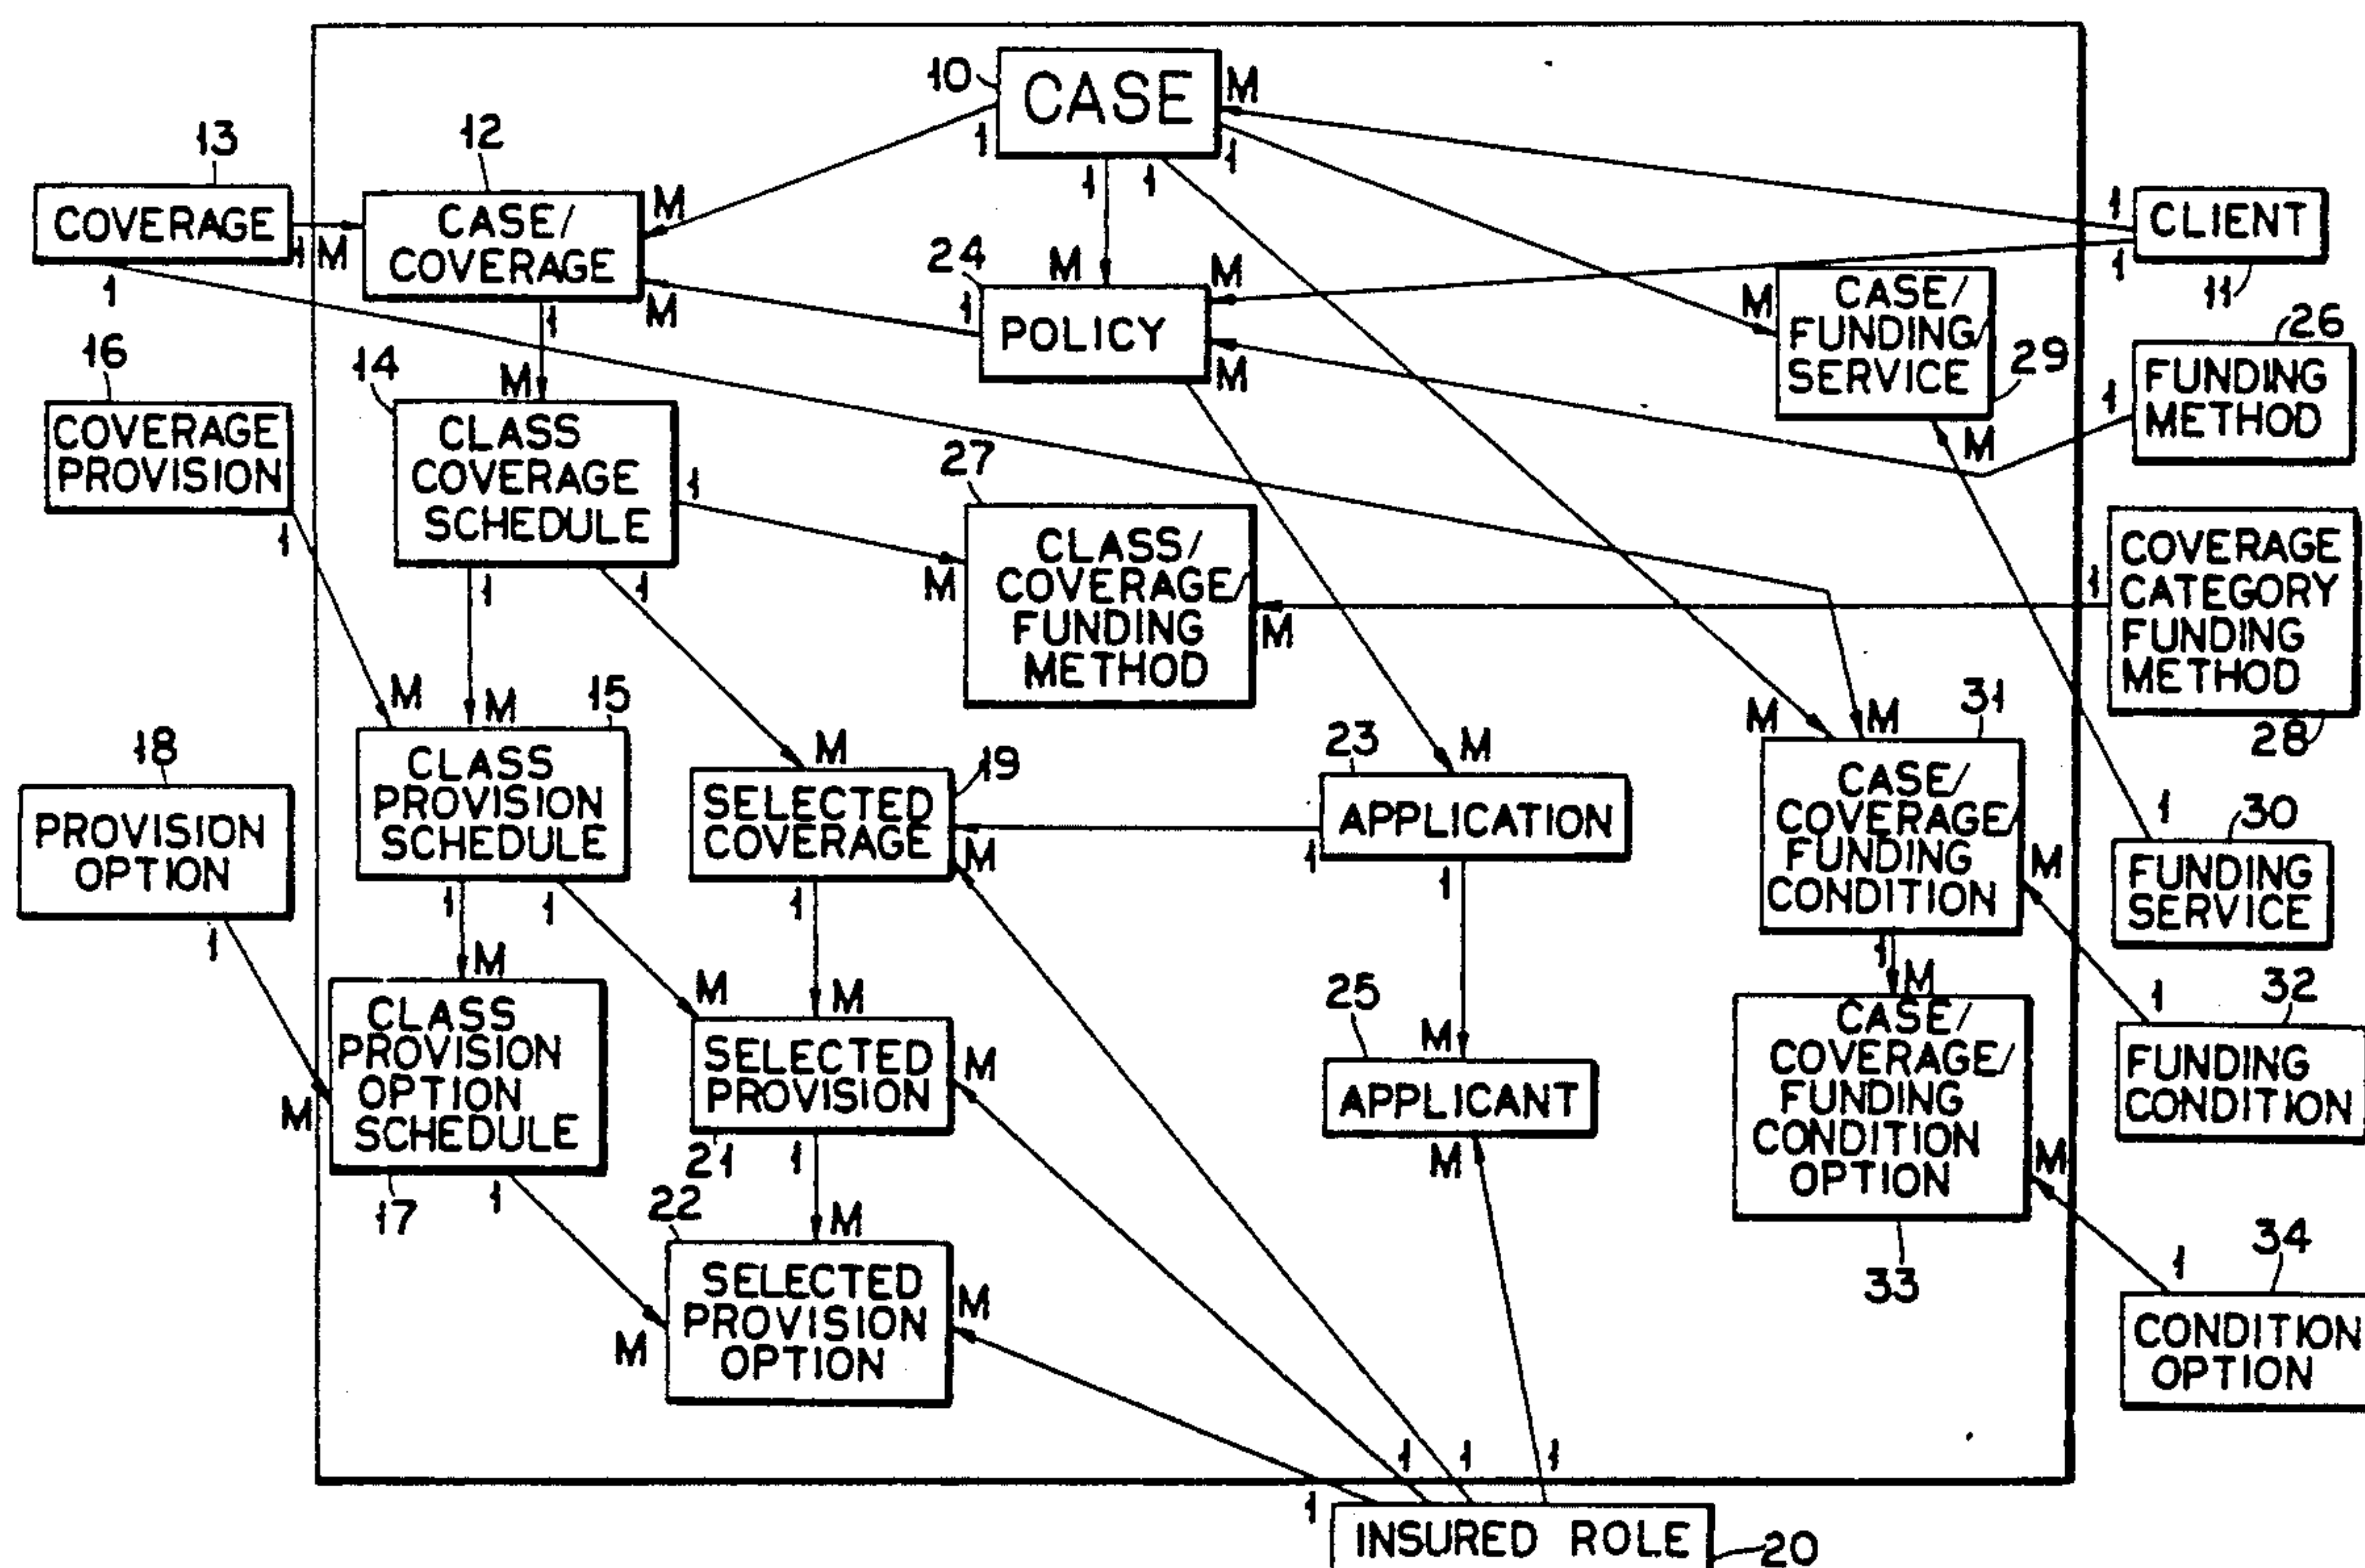 10
CASE
M
1
1
1
1
13
COVERAGE
1
M
1
12
CASE/
COVERAGE
M
M
1
24
POLICY
M
M
1
M
CLIENT
1
1
11
CASE/
FUNDING/
SERVICE
M
29
M
26
FUNDING
METHOD
1
16
COVERAGE
PROVISION
1
14
M
CLASS
COVERAGE
SCHEDULE
1
1
1
27
CLASS/
COVERAGE/
FUNDING
METHOD
M
M
COVERAGE
CATEGORY
FUNDING
METHOD
1
28
M
M
15
CLASS
PROVISION
SCHEDULE
1
1
18
PROVISION
OPTION
1
M
19
SELECTED
COVERAGE
M
1
23
M
APPLICATION
1
1
31
M
M
CASE/
COVERAGE/
FUNDING
CONDITION
M
1
1
30
FUNDING
SERVICE
M
CLASS
PROVISION
OPTION
SCHEDULE
M
17
1
M
M
SELECTED
PROVISION
M
21
1
25
M
APPLICANT
M
M
CASE/
COVERAGE/
FUNDING
CONDITION
OPTION
M
33
1
32
FUNDING
CONDITION
22
M
SELECTED
PROVISION
OPTION
M
M
1
34
CONDITION
OPTION
1
1
1
1
INSURED ROLE
20